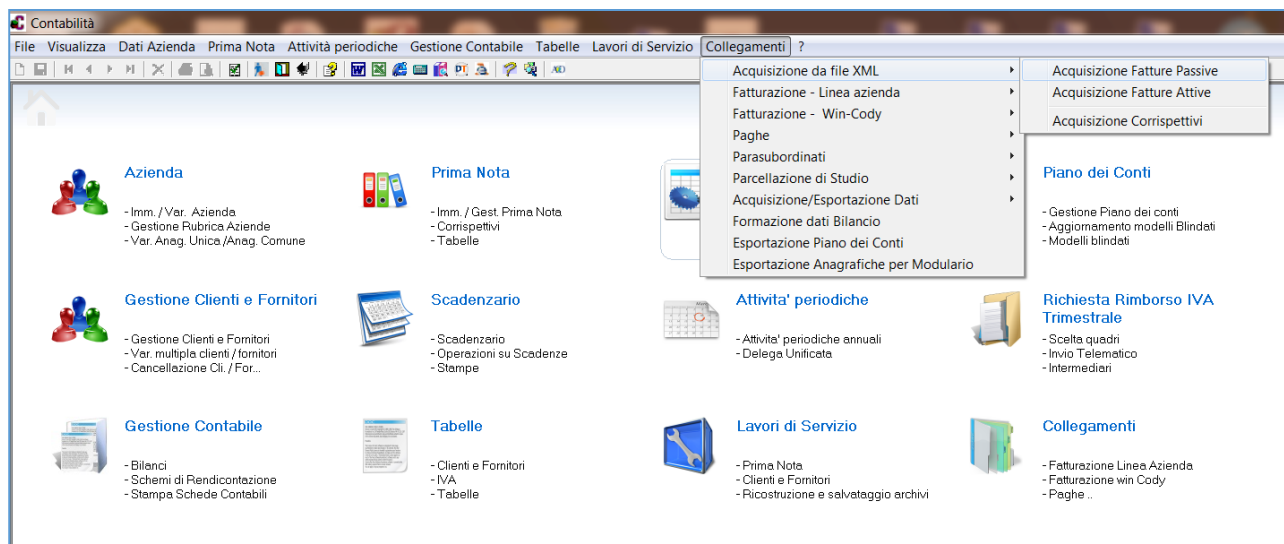 Contabilità
File Visualizza Dati Azienda Prima Nota Attività periodiche Gestione Contabile Tabelle Lavori di Servizio Collegamenti ?
Acquisizione da file XML
Fatturazione - Linea azienda
Fatturazione - Win-Cody
Paghe
Parasubordinati
Parcellazione di Studio
Acquisizione/Esportazione Dati
Formazione dati Bilancio
Esportazione Piano dei Conti
Esportazione Anagrafiche per Modulario
Acquisizione Fatture Passive
Acquisizione Fatture Attive
Acquisizione Corrispettivi
Azienda
- Imm. / Var. Azienda
- Gestione Rubrica Aziende
- Var. Anag. Unica /Anag. Comune
Prima Nota
- Imm. / Gest. Prima Nota
- Corrispettivi
- Tabelle
Piano dei Conti
- Gestione Piano dei conti
- Aggiornamento modelli Blindati
- Modelli blindati
Gestione Clienti e Fornitori
- Gestione Clienti e Fornitori
- Var. multipla clienti / fornitori
- Cancellazione Cli. / For...
Scadenzario
- Scadenzario
- Operazioni su Scadenze
- Stampe
Attivita' periodiche
- Attivita' periodiche annuali
- Delega Unificata
Richiesta Rimborso IVA
Trimestrale
- Scelta quadri
- Invio Telematico
- Intermediari
Gestione Contabile
- Bilanci
- Schemi di Rendicontazione
- Stampa Schede Contabili
Tabelle
- Clienti e Fornitori
- IVA
- Tabelle
Lavori di Servizio
- Prima Nota
- Clienti e Fornitori
- Ricostruzione e salvataggio archivi
Collegamenti
- Fatturazione Linea Azienda
- Fatturazione win Cody
- Paghe ..